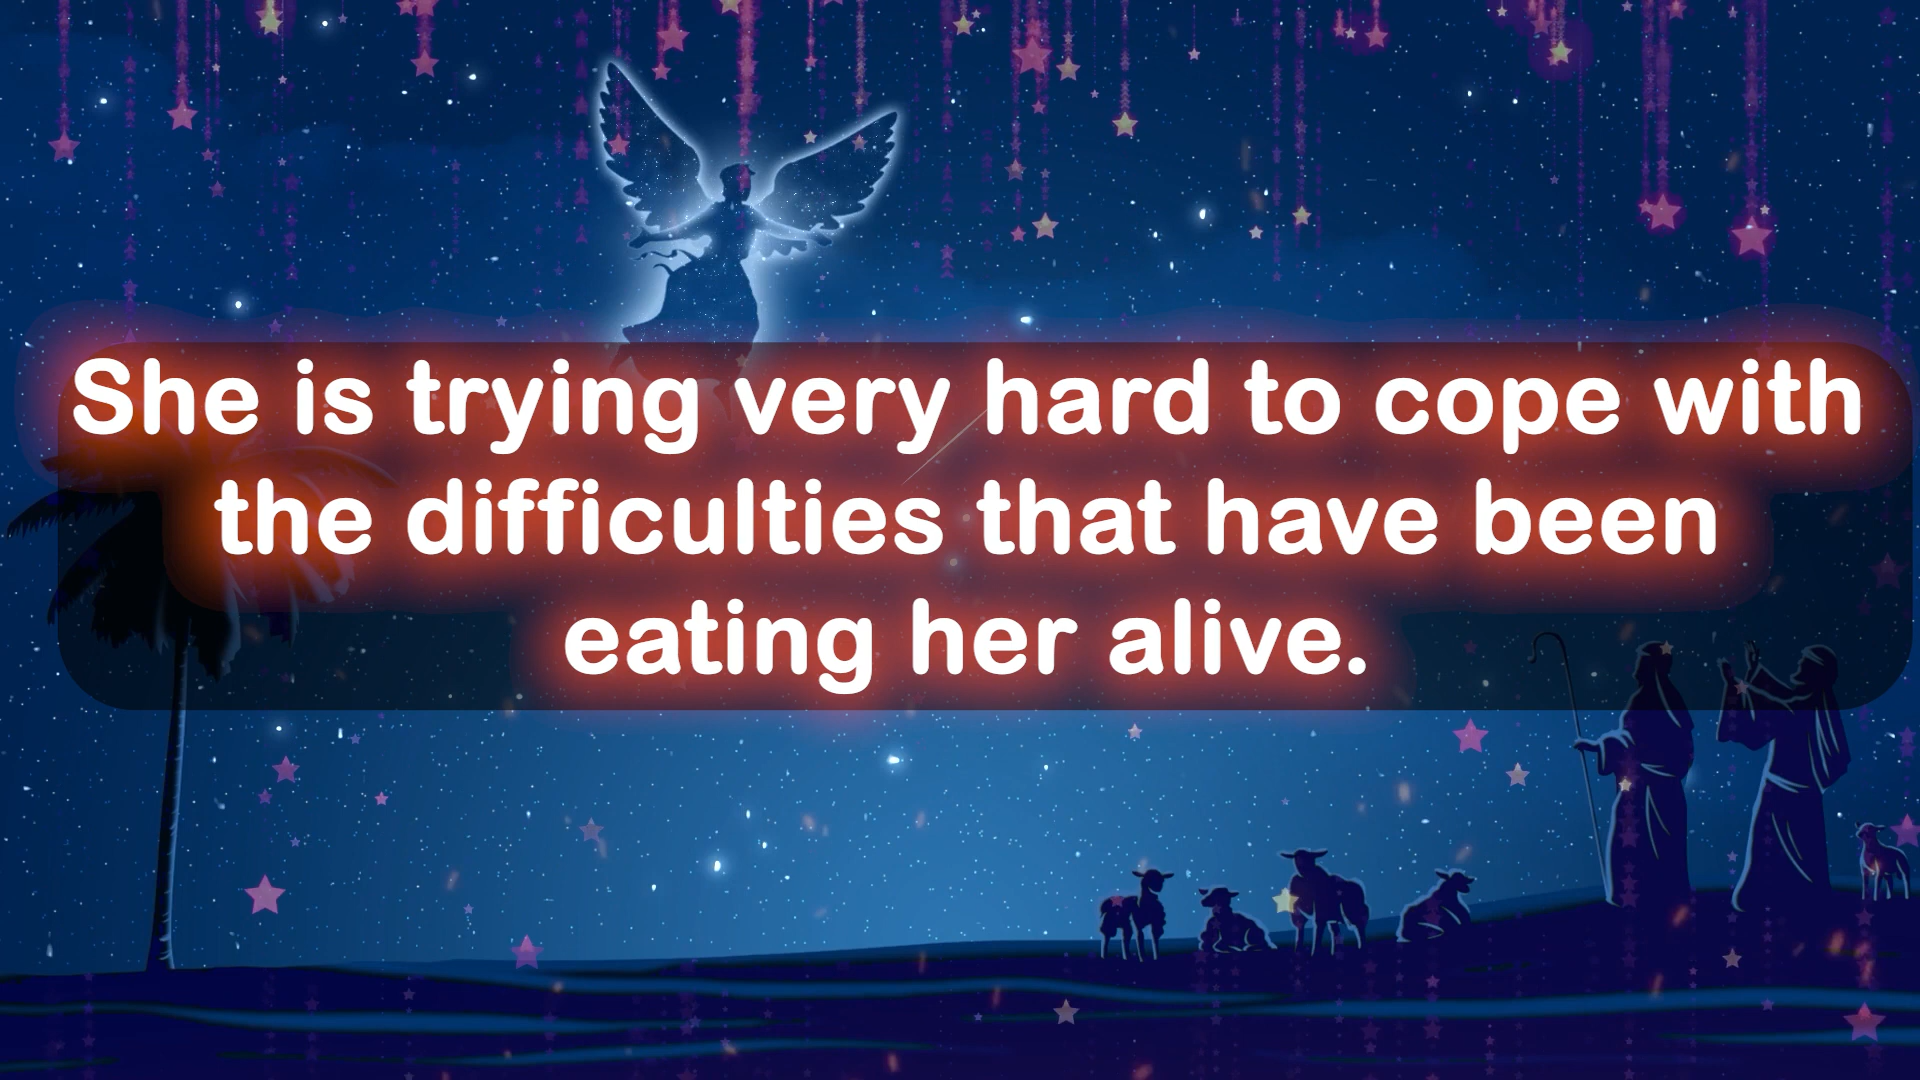 She is trying very hard to cope with
the difficulties that have been
eating her alive.